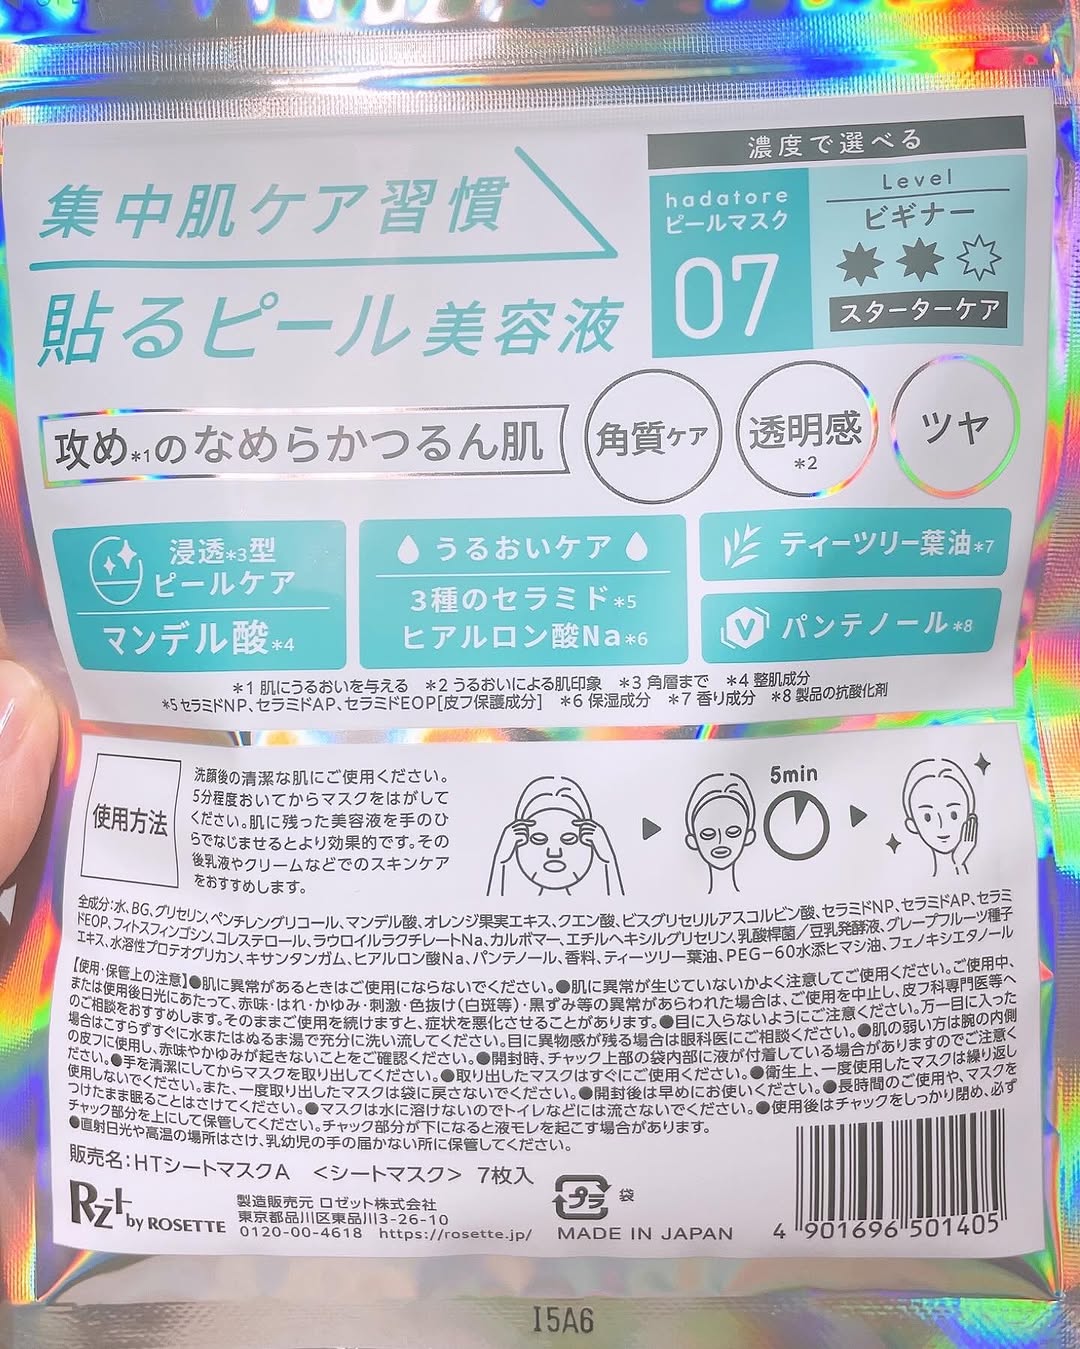 集中肌ケア習慣
貼るピール美容液
濃度で選べる
hadatore
ピールマスク
07
Level
ビギナー
スターターケア
攻め*1のなめらかつるん肌
角質ケア
透明感
*2
ツヤ
浸透*3型
ピールケア
マンデル酸*4
うるおいケア
3種のセラミド*5
ヒアルロン酸Na*6
ティーツリー葉油*7
V パンテノール*8
*1 肌にうるおいを与える *2 うるおいによる肌印象 *3 角層まで *4 整肌成分
*5 セラミドNP、セラミドAP、セラミドEOP[皮フ保護成分] *6 保湿成分 *7 香り成分 *8 製品の抗酸化剤
使用方法
洗顔後の清潔な肌にご使用ください。
5分程度おいてからマスクをはがして
ください。肌に残った美容液を手のひ
らでなじませるとより効果的です。その
後乳液やクリームなどでのスキンケア
をおすすめします。
5min
全成分:水、BG、グリセリン、ペンチレングリコール、マンデル酸、オレンジ果実エキス、クエン酸、ビスグリセリルアスコルビン酸、セラミドNP、セラミドAP、セラミ
ドEOP、フィトスフィンゴシン、コレステロール、ラウロイルラクチレートNa、カルボマー、エチルヘキシルグリセリン、乳酸桿菌/豆乳発酵液、グレープフルーツ種子
エキス、水溶性プロテオグリカン、キサンタンガム、ヒアルロン酸Na、パンテノール、香料、ティーツリー葉油、PEG-60水添ヒマシ油、フェノキシエタノール
【使用・保管上の注意】●肌に異常があるときはご使用にならないでください。●肌に異常が生じていないかよく注意してご使用ください。ご使用中、
または使用後日光にあたって、赤味・はれ・かゆみ・刺激・色抜け(白斑等)・黒ずみ等の異常があらわれた場合は、ご使用を中止し、皮フ科専門医等へ
のご相談をおすすめします。そのままご使用を続けますと、症状を悪化させることがあります。●目に入らないようにご注意ください。万一目に入った
場合はこすらずすぐに水またはぬるま湯で充分に洗い流してください。目に異物感が残る場合は眼科医にご相談ください。●肌の弱い方は腕の内側
の皮フに使用し、赤味やかゆみが起きないことをご確認ください。●開封時、チャック上部の袋内部に液が付着している場合がありますのでご注意く
ださい。●手を清潔にしてからマスクを取り出してください。●取り出したマスクはすぐにご使用ください。●衛生上、一度使用したマスクは繰り返し
使用しないでください。また、一度取り出したマスクは袋に戻さないでください。●開封後は早めにお使いください。●長時間のご使用や、マスクを
つけたまま眠ることはさけてください。●マスクは水に溶けないのでトイレなどには流さないでください。●使用後はチャックをしっかり閉め、必ず
チャック部分を上にして保管してください。チャック部分が下になると液モレを起こす場合があります。
●直射日光や高温の場所はさけ、乳幼児の手の届かない所に保管してください。
販売名:HTシートマスクA <シートマスク> 7枚入
Rz+ by ROSETTE
製造販売元 ロゼット株式会社
東京都品川区東品川3-26-10
0120-00-4618 https://rosette.jp/
プラ 袋
MADE IN JAPAN
4 901696 501405
I5A6